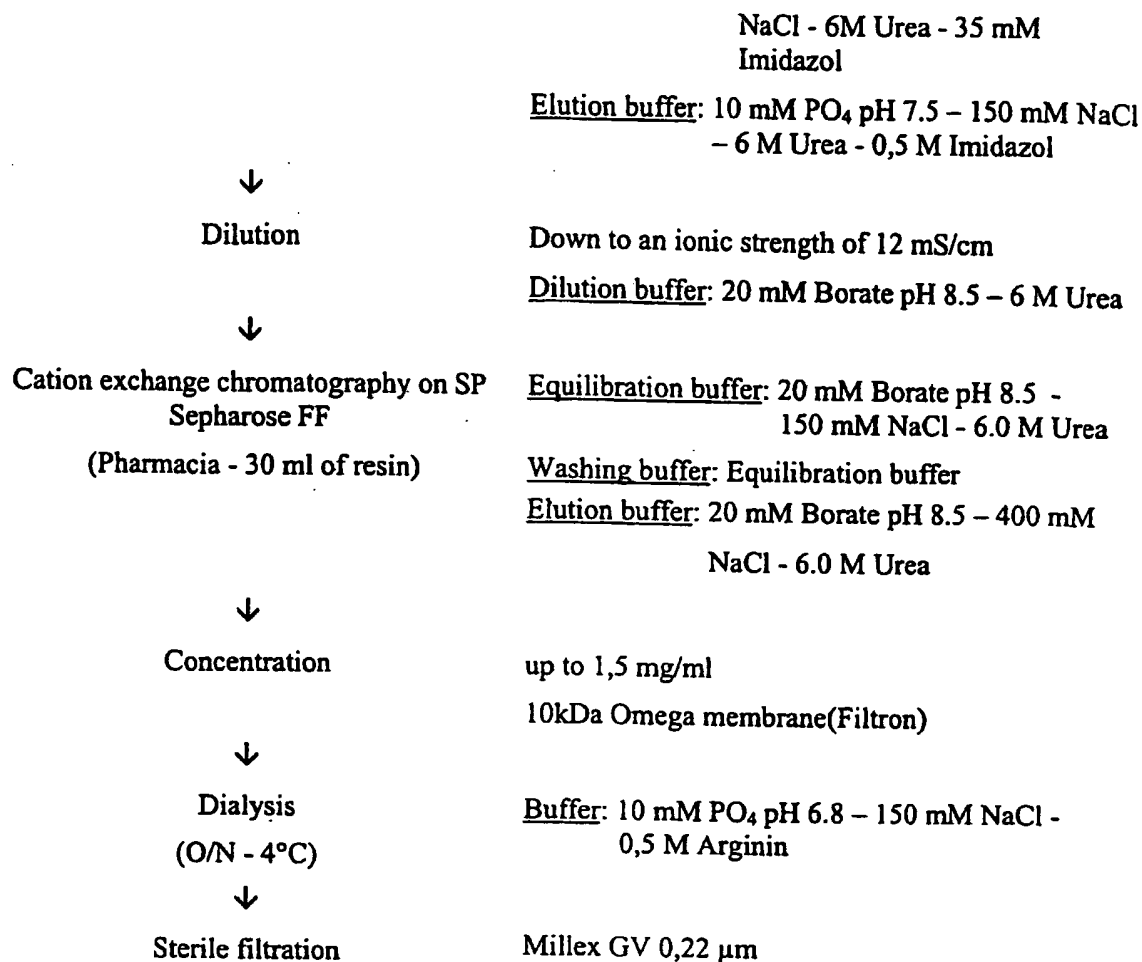 NaCl - 6M Urea - 35 mM
Imidazol
Elution buffer: 10 mM PO₄ pH 7.5 – 150 mM NaCl
– 6 M Urea - 0,5 M Imidazol
↓
Dilution
Down to an ionic strength of 12 mS/cm
Dilution buffer: 20 mM Borate pH 8.5 – 6 M Urea
↓
Cation exchange chromatography on SP
Sepharose FF
(Pharmacia - 30 ml of resin)
Equilibration buffer: 20 mM Borate pH 8.5 -
150 mM NaCl - 6.0 M Urea
Washing buffer: Equilibration buffer
Elution buffer: 20 mM Borate pH 8.5 – 400 mM
NaCl - 6.0 M Urea
↓
Concentration
up to 1,5 mg/ml
10kDa Omega membrane(Filtron)
↓
Dialysis
(O/N - 4°C)
Buffer: 10 mM PO₄ pH 6.8 – 150 mM NaCl -
0,5 M Arginin
↓
Sterile filtration
Millex GV 0,22 µm